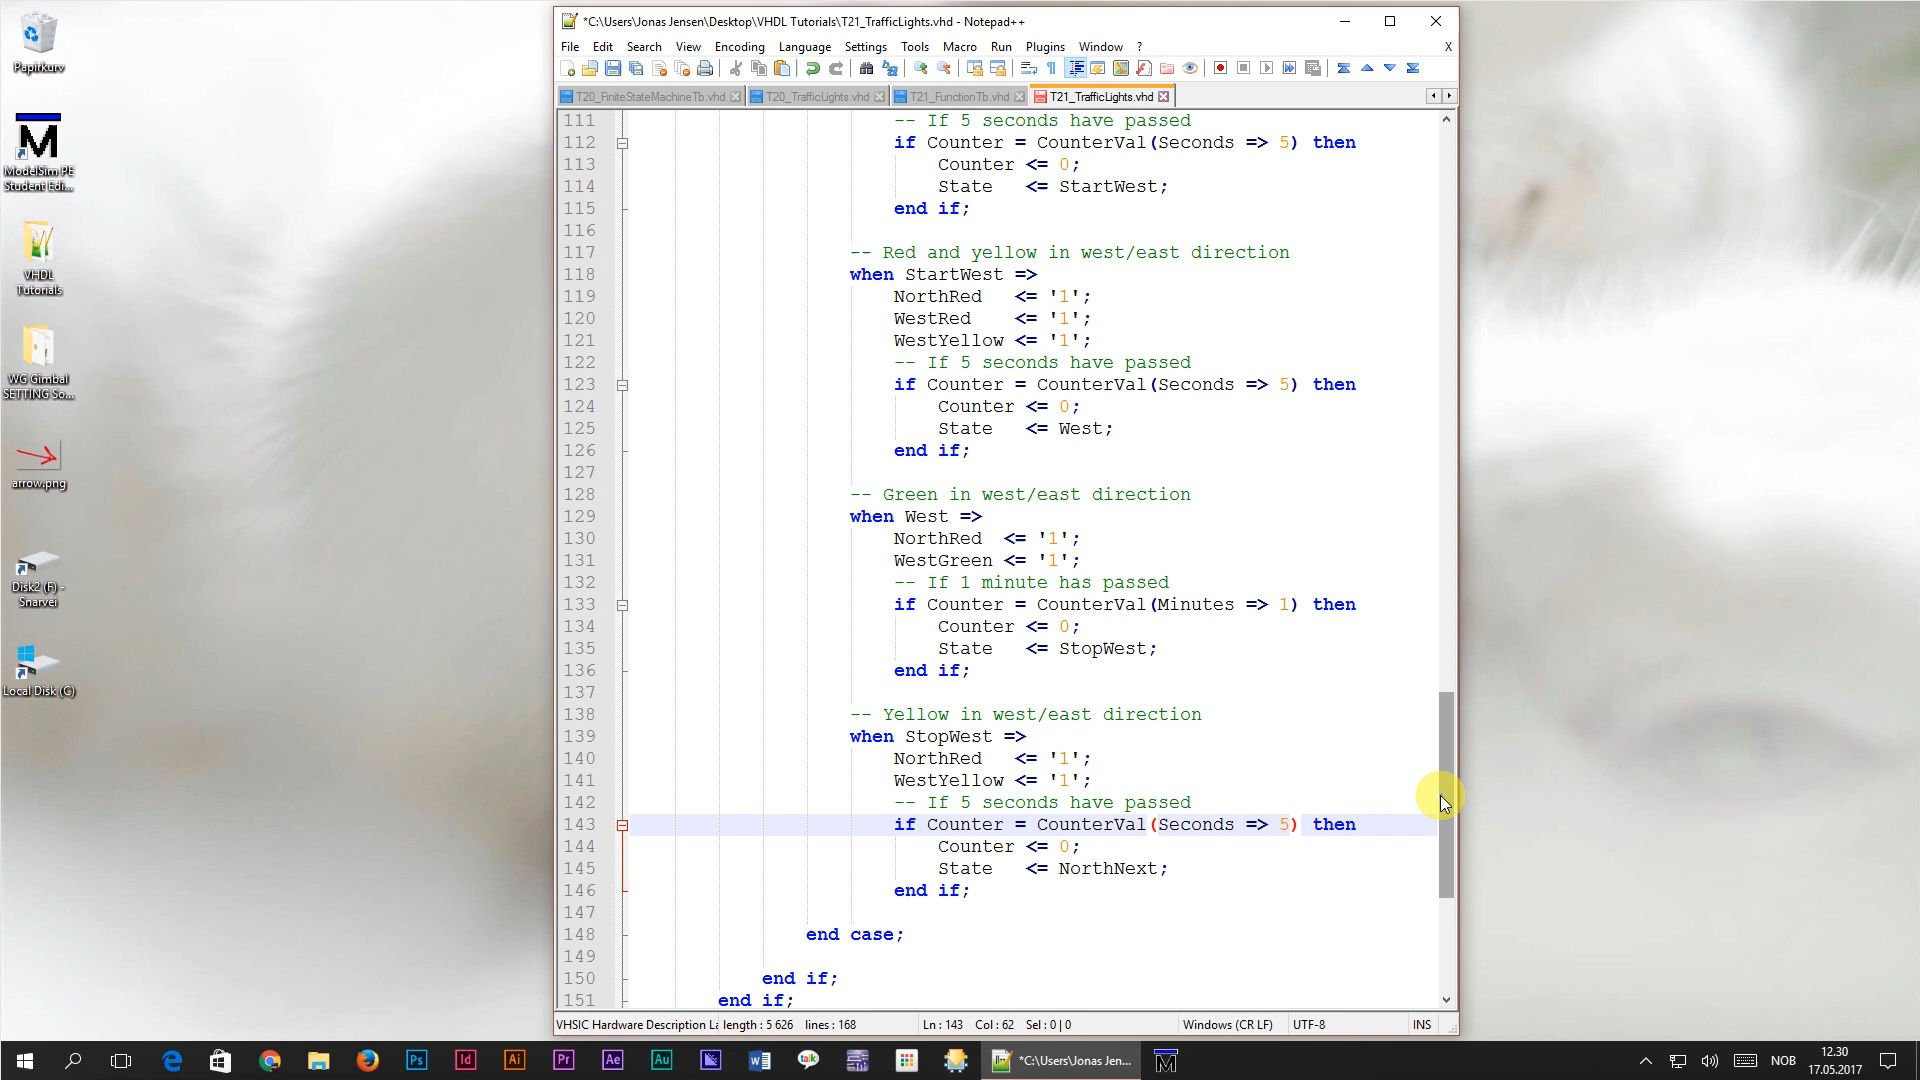 *C:\Users\Jonas Jensen\Desktop\VHDL Tutorials\T21_TrafficLights.vhd - Notepad++
File Edit Search View Encoding Language Settings Tools Macro Run Plugins Window ? X
T20_FiniteStateMachineTb.vhd T20_TrafficLights.vhd T21_FunctionTb.vhd T21_TrafficLights.vhd
111 -- If 5 seconds have passed
112 if Counter = CounterVal(Seconds => 5) then
113 Counter <= 0;
114 State <= StartWest;
115 end if;
116
117 -- Red and yellow in west/east direction
118 when StartWest =>
119 NorthRed <= '1';
120 WestRed <= '1';
121 WestYellow <= '1';
122 -- If 5 seconds have passed
123 if Counter = CounterVal(Seconds => 5) then
124 Counter <= 0;
125 State <= West;
126 end if;
127
128 -- Green in west/east direction
129 when West =>
130 NorthRed <= '1';
131 WestGreen <= '1';
132 -- If 1 minute has passed
133 if Counter = CounterVal(Minutes => 1) then
134 Counter <= 0;
135 State <= StopWest;
136 end if;
137
138 -- Yellow in west/east direction
139 when StopWest =>
140 NorthRed <= '1';
141 WestYellow <= '1';
142 -- If 5 seconds have passed
143 if Counter = CounterVal(Seconds => 5) then
144 Counter <= 0;
145 State <= NorthNext;
146 end if;
147
148 end case;
149
150 end if;
151 end if;
VHSIC Hardware Description La length : 5 626 lines : 168 Ln : 143 Col : 62 Sel : 0 | 0 Windows (CR LF) UTF-8 INS
Papirkurv
M
ModelSim PE
Student Edi...
VHDL
Tutorials
WG Gimbal
SETTING So...
arrow.png
Disk2 (F) -
Snarvei
Local Disk (C)
Ps Id Ai Pr Ae Au talk *C:\Users\Jonas Jen... M NOB 12.30
17.05.2017